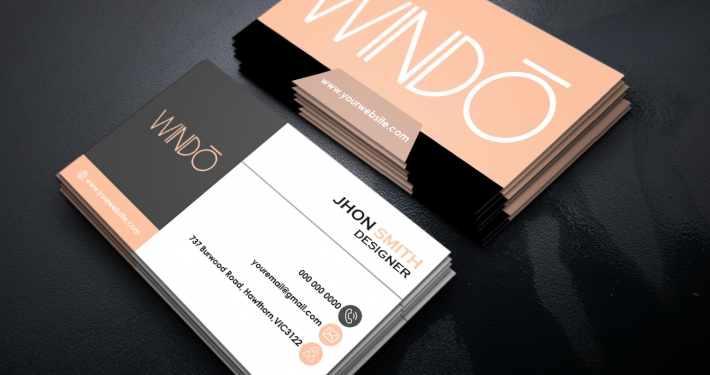 WINDŌ
www.yourwebsite.com
WINDŌ
www.yourwebsite.com
JHON SMITH
DESIGNER
000 000 0000
youremail@gmail.com
737 Burwood Road, Hawthorn,VIC3122